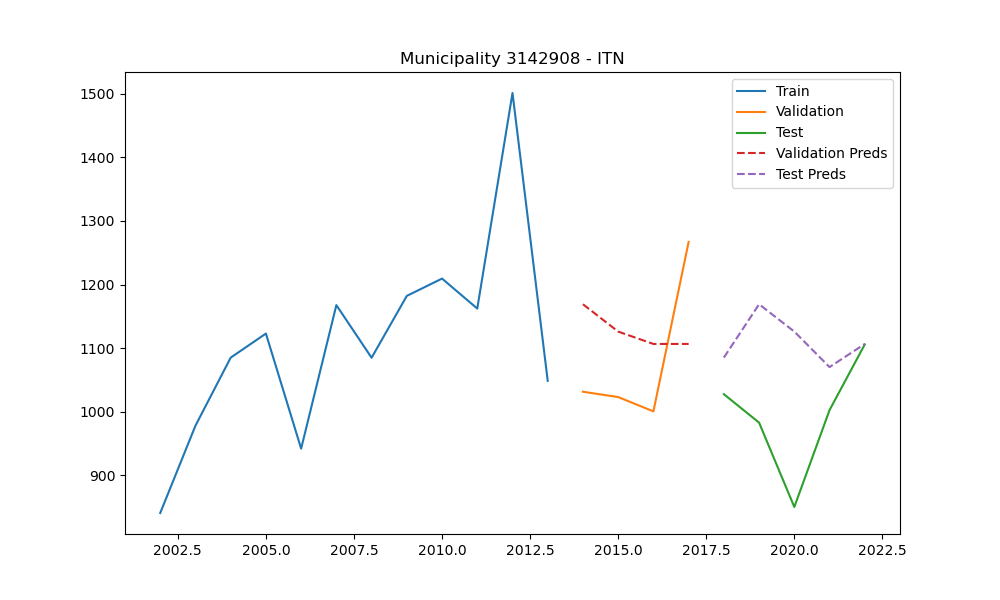 Municipality 3142908 - ITN
1500
1400
1300
1200
1100
1000
900
Train
Validation
Test
Validation Preds
Test Preds
2002.5 2005.0 2007.5 2010.0 2012.5 2015.0 2017.5 2020.0 2022.5